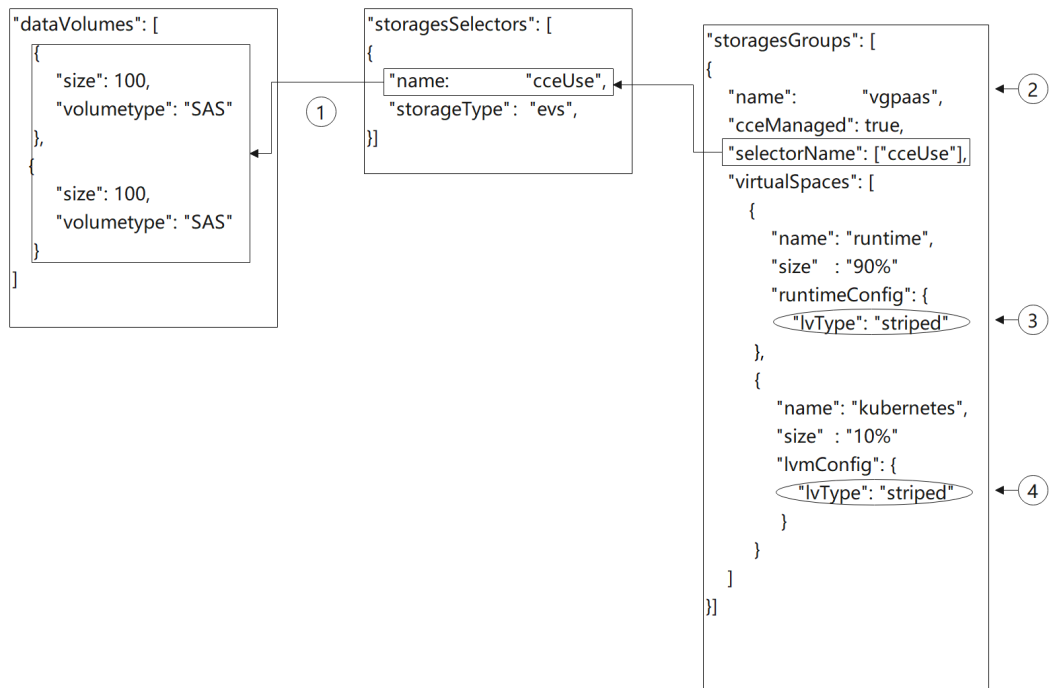 "dataVolumes": [
{
"size": 100,
"volumetype": "SAS"
},
{
"size": 100,
"volumetype": "SAS"
}
]
1
"storagesSelectors": [
{
"name: "cceUse",
"storageType": "evs",
}]
"storagesGroups": [
{
"name": "vgpaas",
"cceManaged": true,
"selectorName": ["cceUse"],
"virtualSpaces": [
{
"name": "runtime",
"size" : "90%"
"runtimeConfig": {
"lvType": "striped"
},
{
"name": "kubernetes",
"size" : "10%"
"lvmConfig": {
"lvType": "striped"
}
}
]
}]
2
3
4